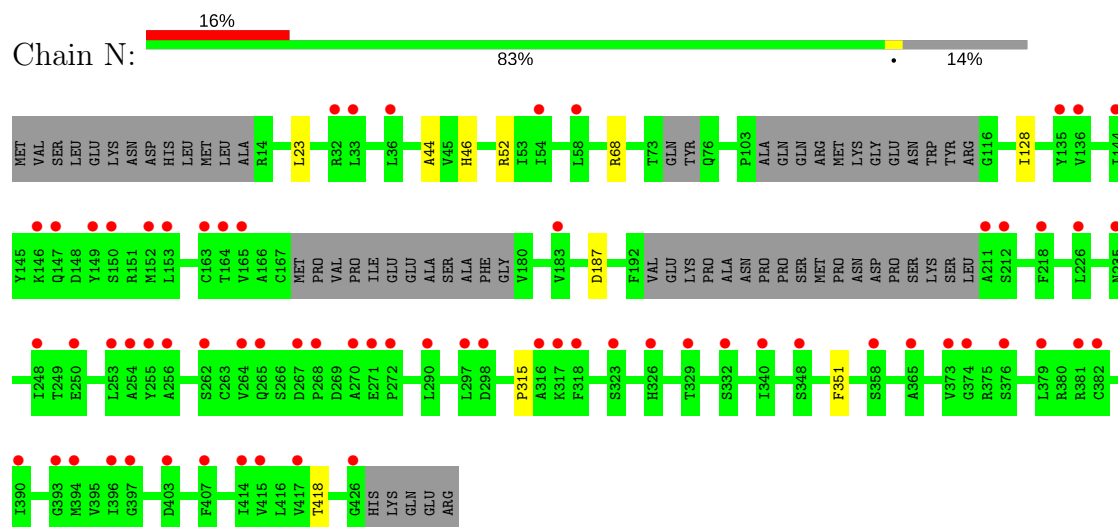 16%
Chain N:
83% • 14%
MET VAL SER LEU GLU LYS ASN ASP HIS LEU MET LEU ALA R14 L23 R32 L33 L36 A44 V45 H46 R52 I53 I54 L58 R68 T73 GLN TYR Q76 P103 ALA GLN GLN ARG MET LYS GLY GLU ASN TRP TYR ARG G116 I128 Y135 V136 I144
Y145 K146 Q147 D148 Y149 S150 R151 M152 L153 C163 T164 V165 A166 C167 MET PRO VAL PRO ILE GLU GLU ALA SER ALA PHE GLY V180 V183 D187 F192 VAL GLU LYS PRO ALA ASN PRO PRO SER MET PRO ASN ASP PRO SER LYS SER LEU A211 S212 F218 L226 N235
I248 T249 E250 L253 A254 Y255 A256 S262 C263 V264 Q265 S266 D267 P268 D269 A270 E271 P272 L290 L297 D298 P315 A316 K317 F318 S323 H326 T329 S332 I340 S348 F351 S358 A365 V373 G374 R375 S376 L379 R380 R381 C382
I390 G393 M394 V395 I396 G397 D403 F407 I414 V415 L416 V417 T418 G426 HIS LYS GLN GLU ARG